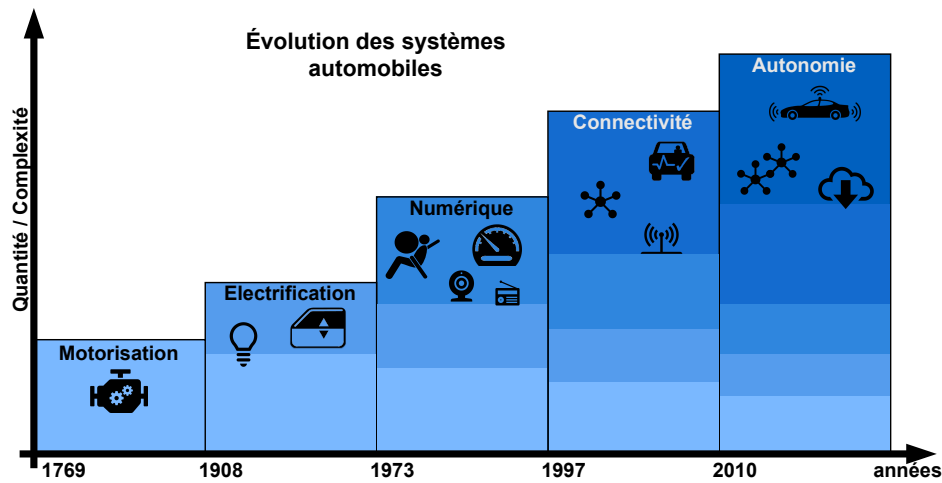 Évolution des systèmes
automobiles
Quantité / Complexité
Motorisation
Electrification
Numérique
Connectivité
Autonomie
1769
1908
1973
1997
2010
années